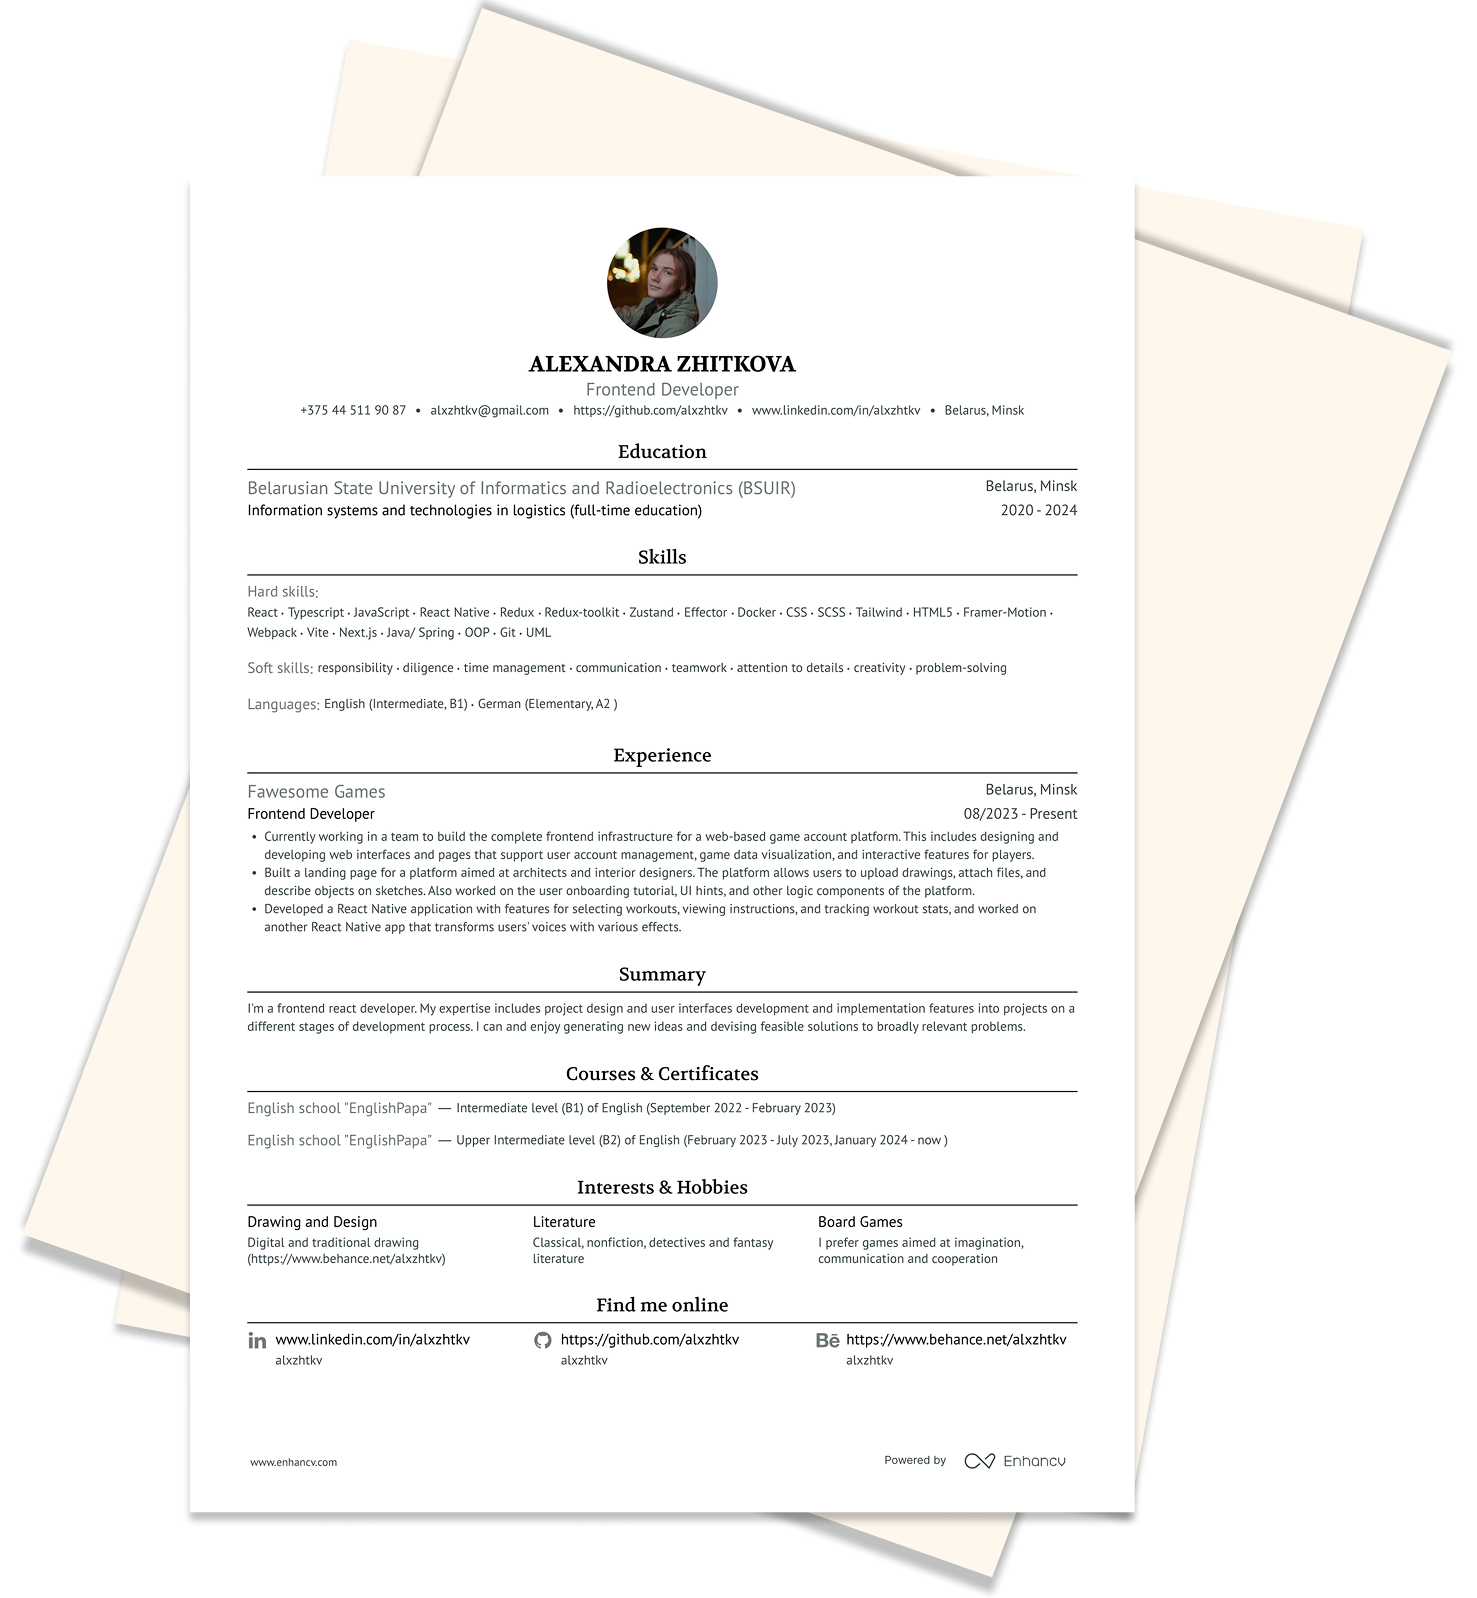 ALEXANDRA ZHITKOVA
Frontend Developer
+375 44 511 90 87 • alxzhtkv@gmail.com • https://github.com/alxzhtkv • www.linkedin.com/in/alxzhtkv • Belarus, Minsk
Education
Belarusian State University of Informatics and Radioelectronics (BSUIR) Belarus, Minsk
Information systems and technologies in logistics (full-time education) 2020 - 2024
Skills
Hard skills:
React · Typescript · JavaScript · React Native · Redux · Redux-toolkit · Zustand · Effector · Docker · CSS · SCSS · Tailwind · HTML5 · Framer-Motion ·
Webpack · Vite · Next.js · Java/ Spring · OOP · Git · UML
Soft skills: responsibility · diligence · time management · communication · teamwork · attention to details · creativity · problem-solving
Languages: English (Intermediate, B1) · German (Elementary, A2 )
Experience
Fawesome Games Belarus, Minsk
Frontend Developer 08/2023 - Present
• Currently working in a team to build the complete frontend infrastructure for a web-based game account platform. This includes designing and
developing web interfaces and pages that support user account management, game data visualization, and interactive features for players.
• Built a landing page for a platform aimed at architects and interior designers. The platform allows users to upload drawings, attach files, and
describe objects on sketches. Also worked on the user onboarding tutorial, UI hints, and other logic components of the platform.
• Developed a React Native application with features for selecting workouts, viewing instructions, and tracking workout stats, and worked on
another React Native app that transforms users' voices with various effects.
Summary
I'm a frontend react developer. My expertise includes project design and user interfaces development and implementation features into projects on a
different stages of development process. I can and enjoy generating new ideas and devising feasible solutions to broadly relevant problems.
Courses & Certificates
English school "EnglishPapa" — Intermediate level (B1) of English (September 2022 - February 2023)
English school "EnglishPapa" — Upper Intermediate level (B2) of English (February 2023 - July 2023, January 2024 - now )
Interests & Hobbies
Drawing and Design
Digital and traditional drawing
(https://www.behance.net/alxzhtkv)
Literature
Classical, nonfiction, detectives and fantasy
literature
Board Games
I prefer games aimed at imagination,
communication and cooperation
Find me online
in www.linkedin.com/in/alxzhtkv
alxzhtkv
https://github.com/alxzhtkv
alxzhtkv
Bē https://www.behance.net/alxzhtkv
alxzhtkv
www.enhancv.com
Powered by Enhancv